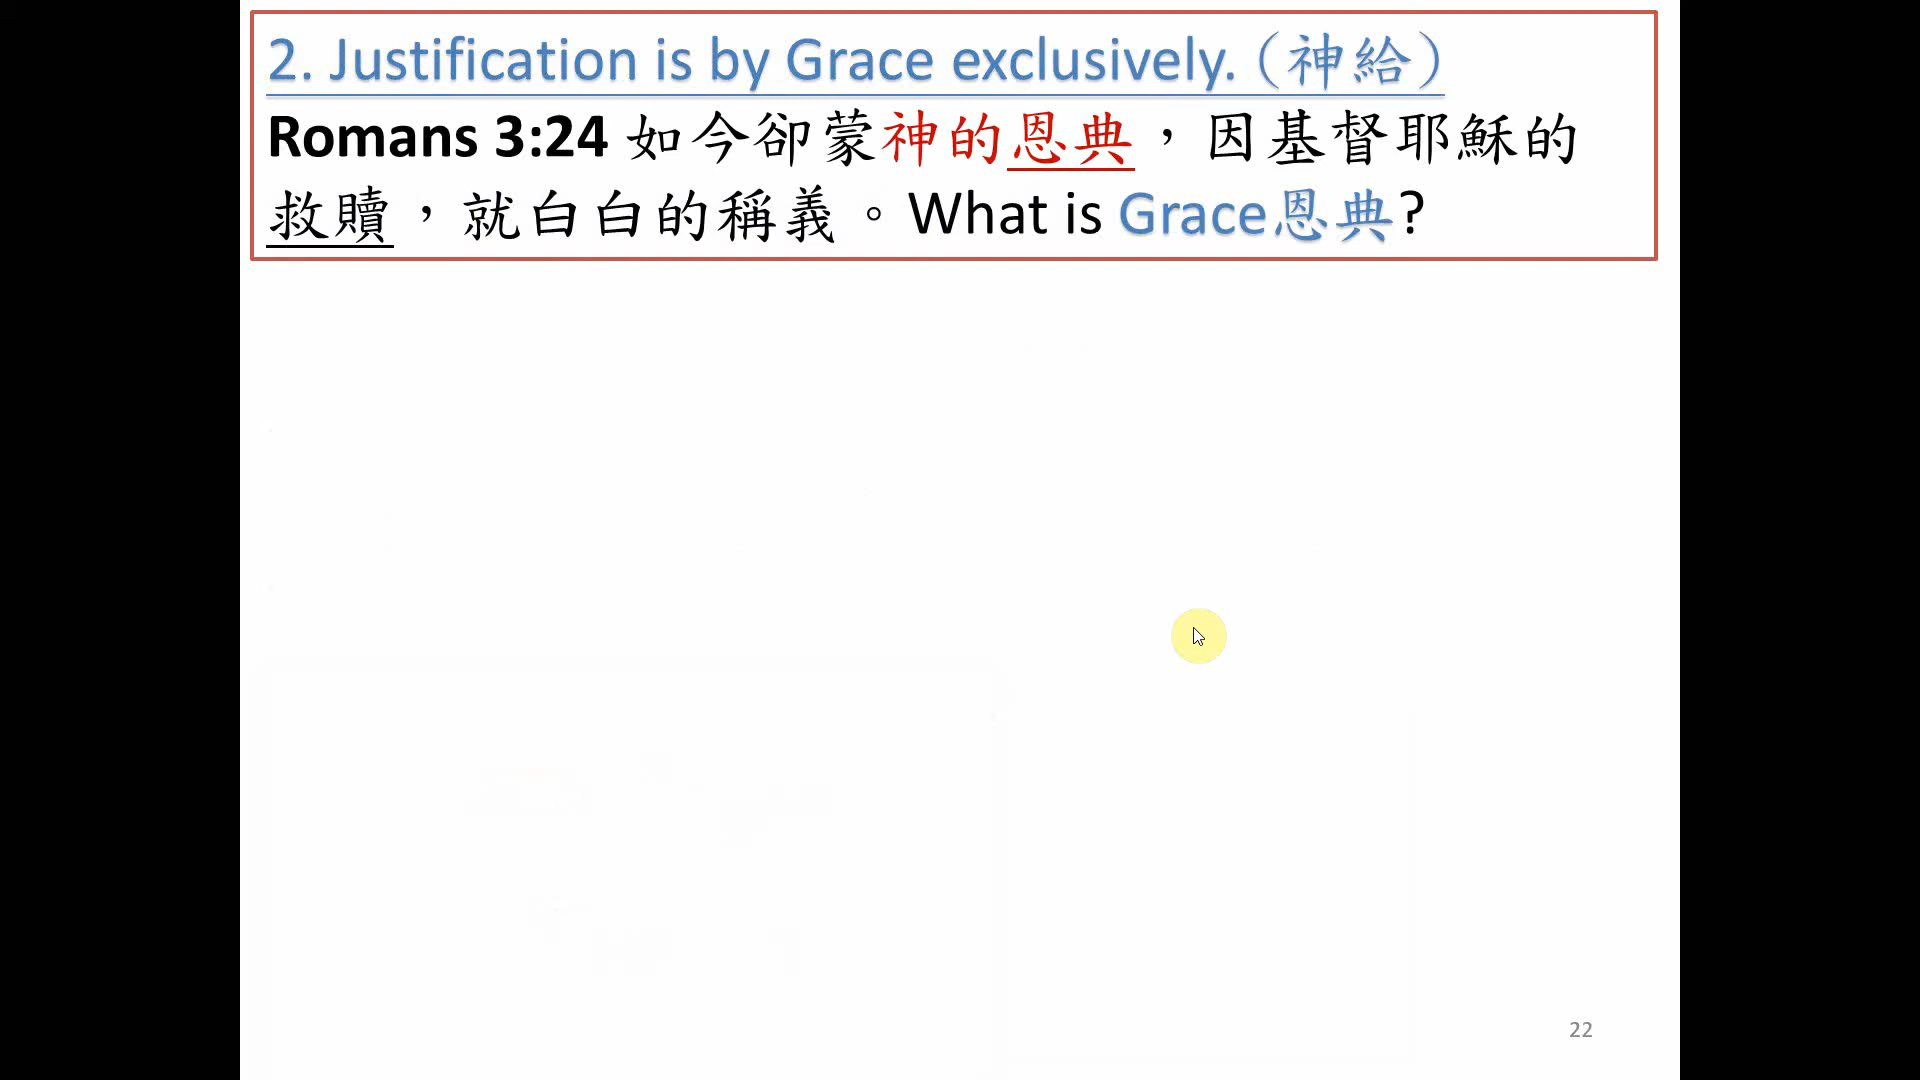 2. Justification is by Grace exclusively.（神給）
Romans 3:24 如今卻蒙神的恩典，因基督耶穌的
救贖，就白白的稱義。What is Grace恩典?
22